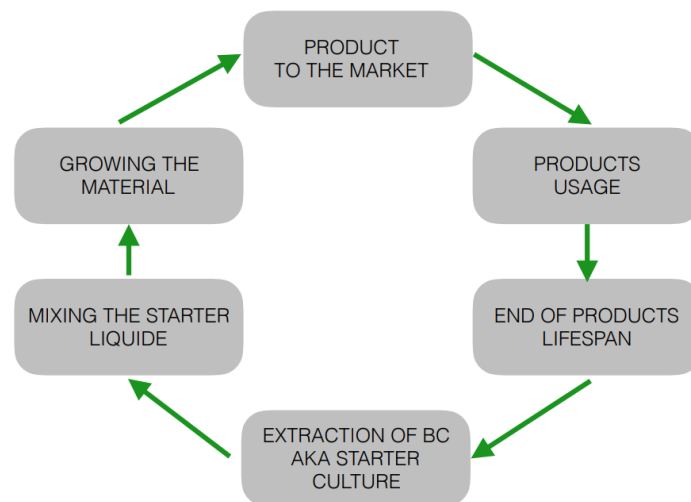 PRODUCT
TO THE MARKET
GROWING THE
MATERIAL
PRODUCTS
USAGE
MIXING THE STARTER
LIQUIDE
END OF PRODUCTS
LIFESPAN
EXTRACTION OF BC
AKA STARTER
CULTURE